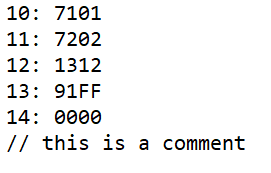 10: 7101
11: 7202
12: 1312
13: 91FF
14: 0000
// this is a comment